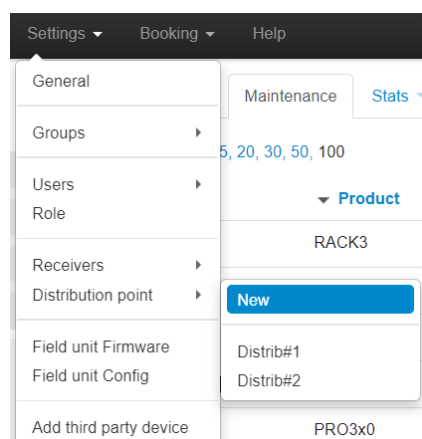 Settings Booking Help
General
Maintenance Stats
Groups
5, 20, 30, 50, 100
Users
Product
Role
RACK3
Receivers
Distribution point
New
Field unit Firmware
Distrib#1
Field unit Config
Distrib#2
Add third party device
PRO3x0